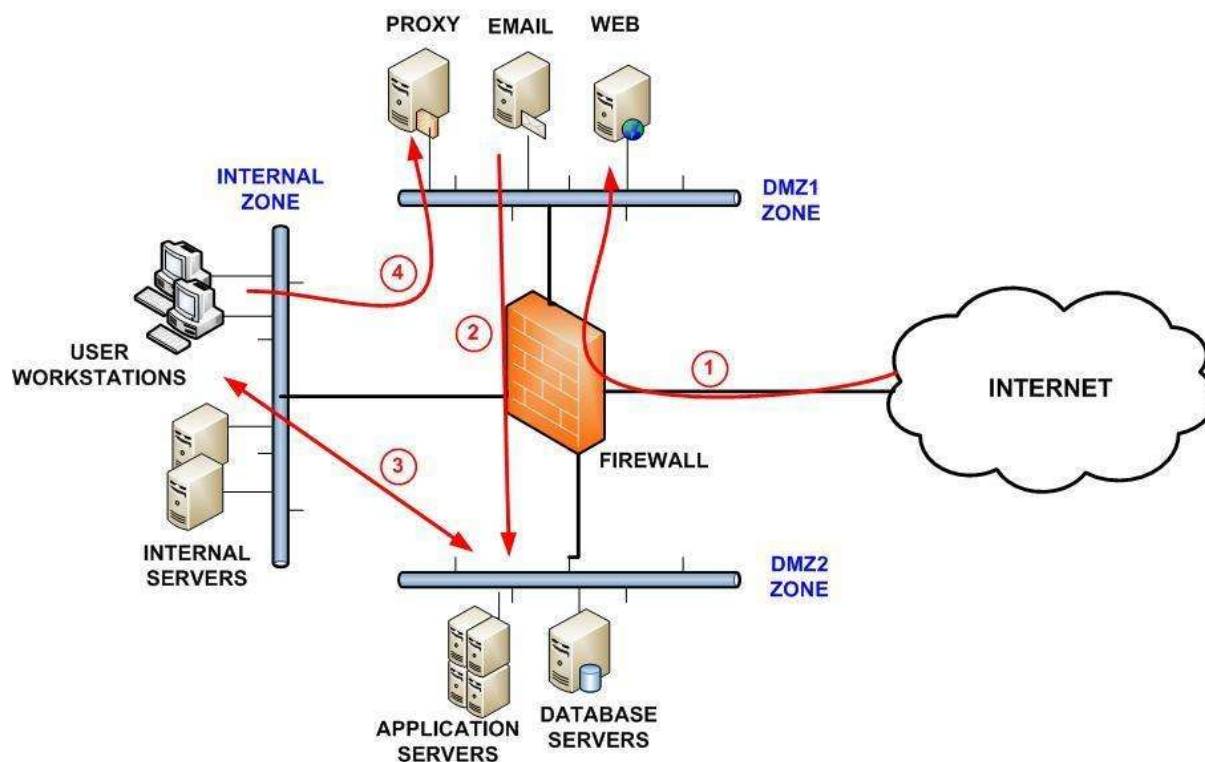 PROXY
EMAIL
WEB
INTERNAL
ZONE
DMZ1
ZONE
4
2
1
USER
WORKSTATIONS
INTERNET
3
FIREWALL
INTERNAL
SERVERS
DMZ2
ZONE
APPLICATION
SERVERS
DATABASE
SERVERS